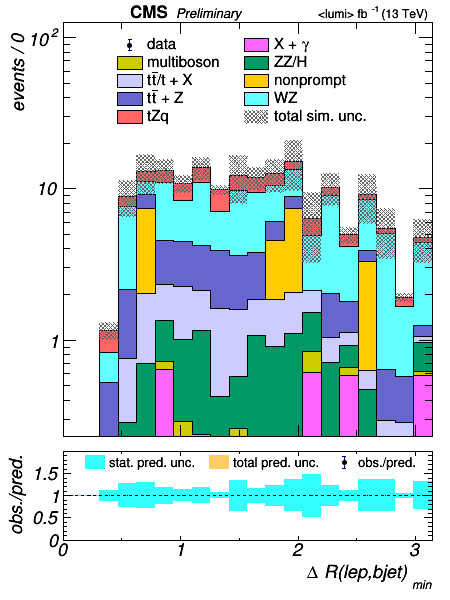 CMS Preliminary <lumi> fb⁻¹ (13 TeV)
events / 0
10²
10
1
data
multiboson
tt̄/t + X
tt̄ + Z
tZq
X + γ
ZZ/H
nonprompt
WZ
total sim. unc.
obs./pred.
stat. pred. unc. total pred. unc. obs./pred.
1.5
1
0.5
0
0 1 2 3
Δ R(lep,bjet) min